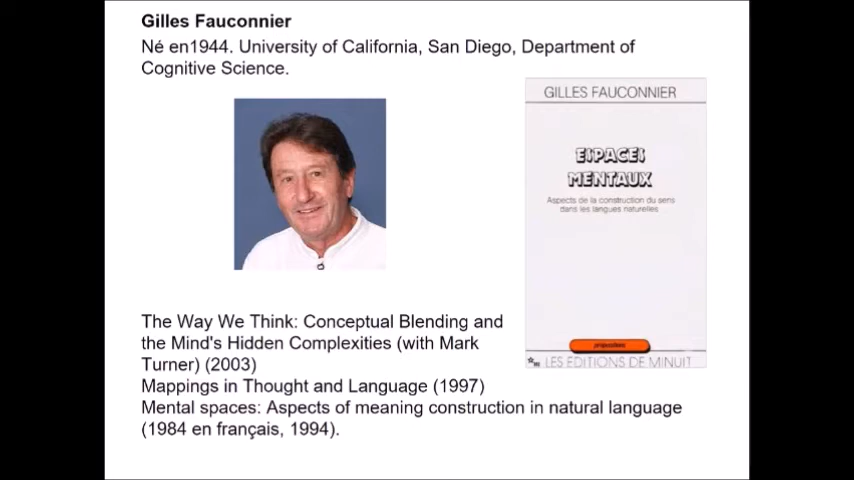 Gilles Fauconnier
Né en1944. University of California, San Diego, Department of
Cognitive Science.
GILLES FAUCONNIER
ESPACES
MENTAUX
Aspects de la construction du sens
dans les langues naturelles
propositions
LES EDITIONS DE MINUIT
The Way We Think: Conceptual Blending and
the Mind's Hidden Complexities (with Mark
Turner) (2003)
Mappings in Thought and Language (1997)
Mental spaces: Aspects of meaning construction in natural language
(1984 en français, 1994).